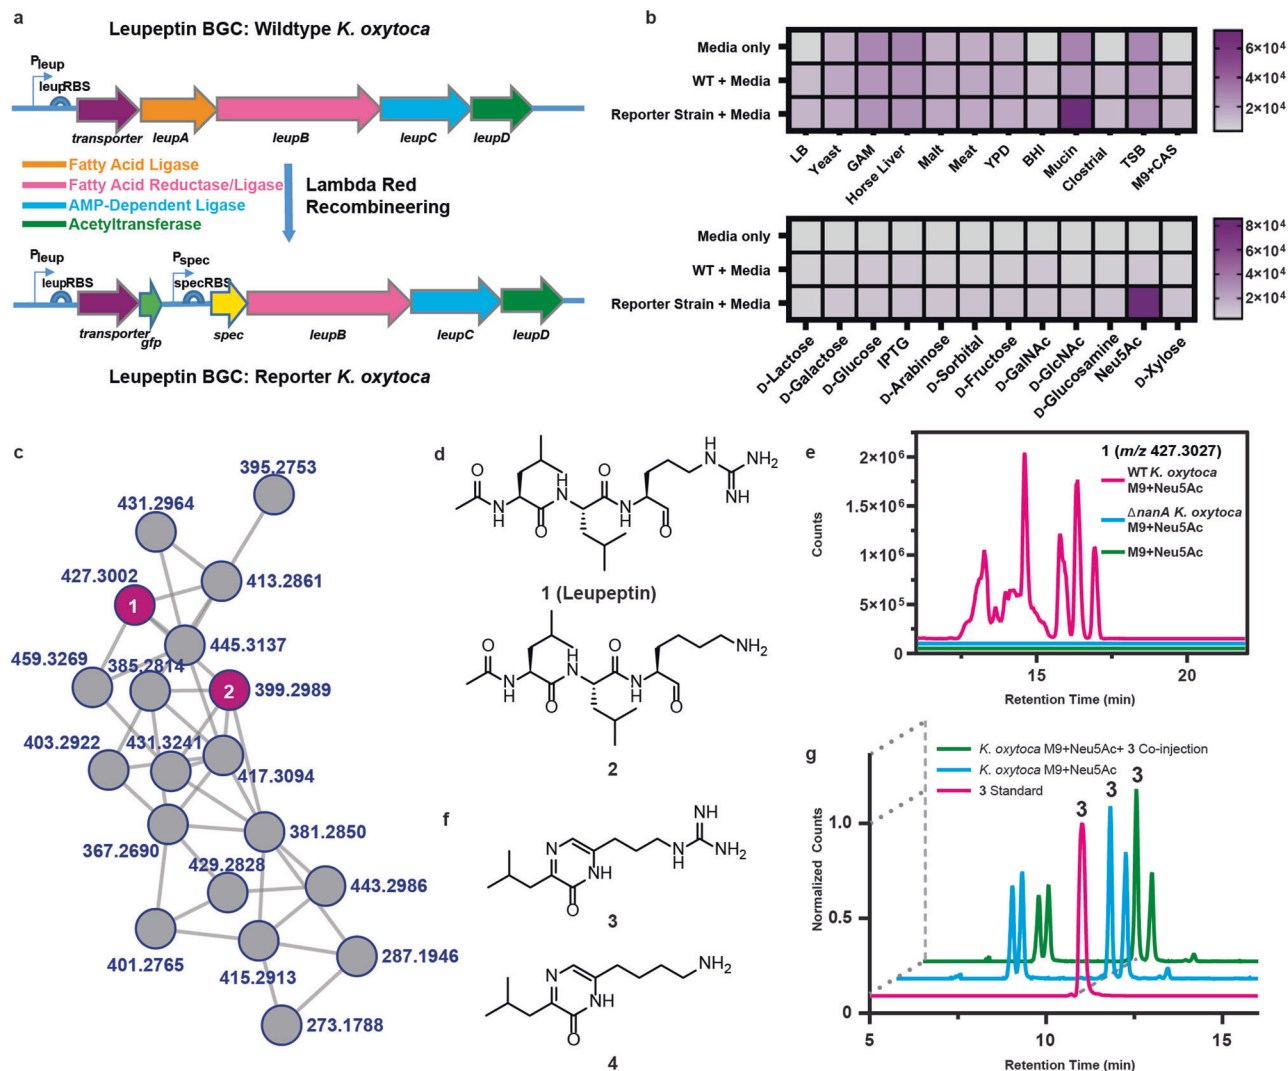 a
Leupeptin BGC: Wildtype K. oxytoca
Pleup
leupRBS
transporter
leupA
leupB
leupC
leupD
Fatty Acid Ligase
Fatty Acid Reductase/Ligase
AMP-Dependent Ligase
Acetyltransferase
Lambda Red
Recombineering
Pleup
leupRBS
Pspec
specRBS
transporter
gfp
spec
leupB
leupC
leupD
Leupeptin BGC: Reporter K. oxytoca
b
Media only
WT + Media
Reporter Strain + Media
LB
Yeast
GAM
Horse Liver
Malt
Meat
YPD
BHI
Mucin
Clostrial
TSB
M9+CAS
6×10⁴
4×10⁴
2×10⁴
Media only
WT + Media
Reporter Strain + Media
D-Lactose
D-Galactose
D-Glucose
IPTG
D-Arabinose
D-Sorbital
D-Fructose
D-GalNAc
D-GlcNAc
D-Glucosamine
Neu5Ac
D-Xylose
8×10⁴
6×10⁴
4×10⁴
2×10⁴
c
395.2753
431.2964
427.3002
1
413.2861
445.3137
459.3269
385.2814
2
399.2989
403.2922
431.3241
417.3094
367.2690
381.2850
429.2828
443.2986
401.2765
415.2913
287.1946
273.1788
d
O
N
H
O
H
N
O
N
H
O
H
N
NH2
NH
1 (Leupeptin)
O
N
H
O
H
N
O
N
H
O
NH2
2
e
1 (m/z 427.3027)
WT K. oxytoca
M9+Neu5Ac
ΔnanA K. oxytoca
M9+Neu5Ac
M9+Neu5Ac
Counts
2×10⁶
2×10⁶
1×10⁶
5×10⁵
0
15
20
Retention Time (min)
f
N
NH
O
N
H
NH
NH2
3
N
NH
O
NH2
4
g
K. oxytoca M9+Neu5Ac+ 3 Co-injection
K. oxytoca M9+Neu5Ac
3 Standard
3
3
3
Normalized Counts
1.0
0.5
0
5
10
15
Retention Time (min)